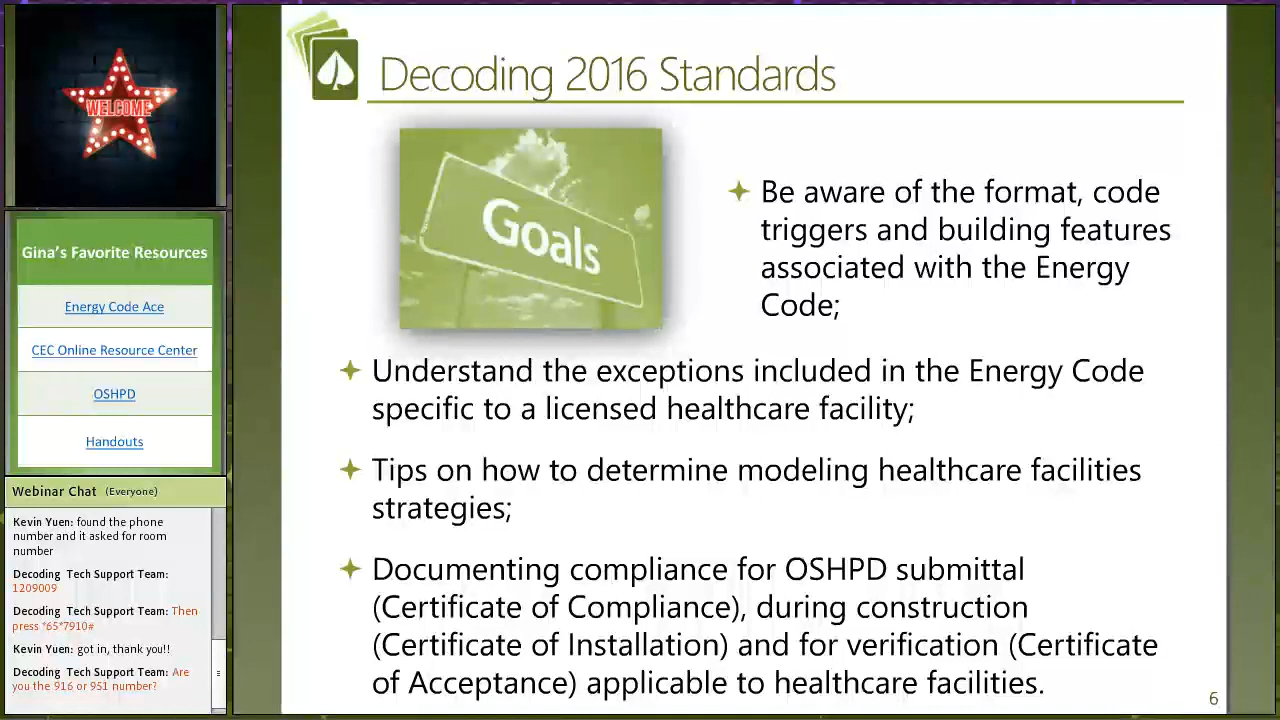 WELCOME
Gina's Favorite Resources
Energy Code Ace
CEC Online Resource Center
OSHPD
Handouts
Webinar Chat (Everyone)
Kevin Yuen: found the phone
number and it asked for room
number
Decoding Tech Support Team:
1209009
Decoding Tech Support Team: Then
press *65*7910#
Kevin Yuen: got in, thank you!!
Decoding Tech Support Team: Are
you the 916 or 951 number?
Decoding 2016 Standards
Goals
Be aware of the format, code
triggers and building features
associated with the Energy
Code;
Understand the exceptions included in the Energy Code
specific to a licensed healthcare facility;
Tips on how to determine modeling healthcare facilities
strategies;
Documenting compliance for OSHPD submittal
(Certificate of Compliance), during construction
(Certificate of Installation) and for verification (Certificate
of Acceptance) applicable to healthcare facilities.
6